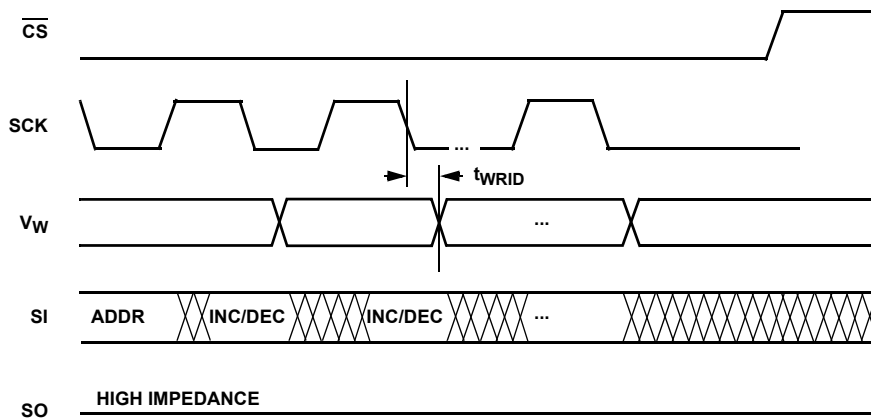 CS
SCK
...
tWRID
VW
...
SI ADDR INC/DEC INC/DEC ...
HIGH IMPEDANCE
SO